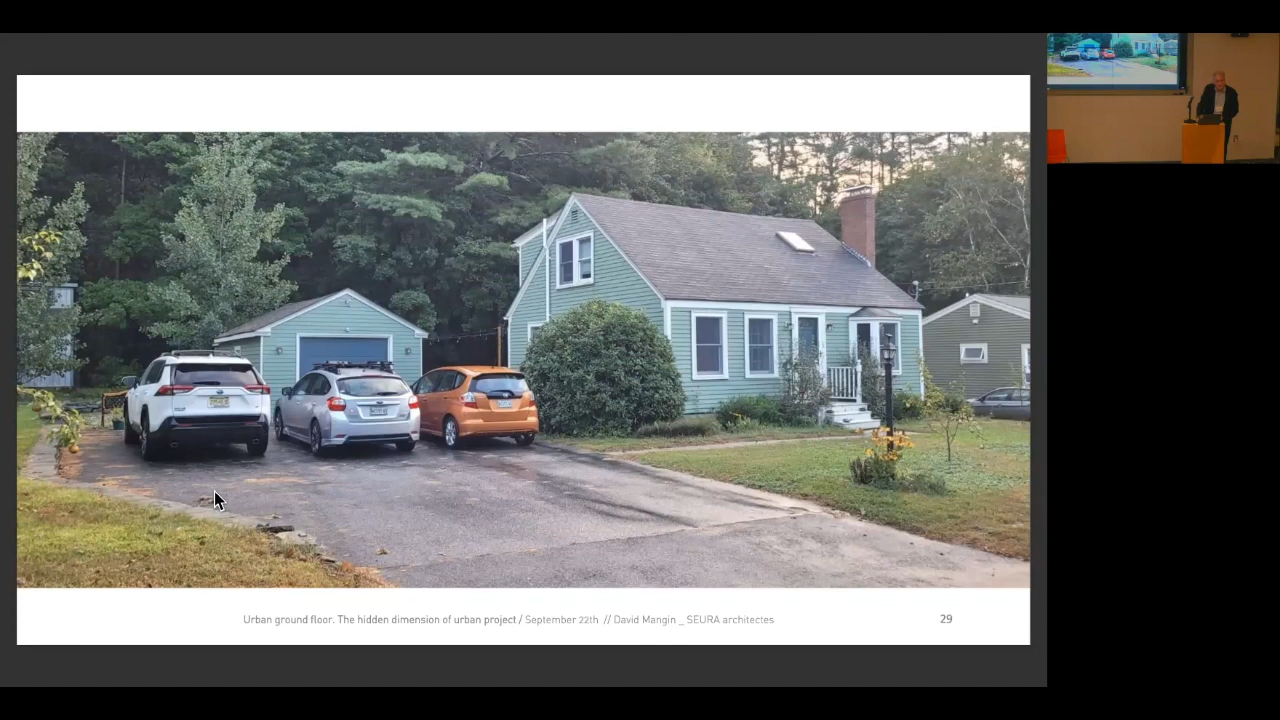 Urban ground floor. The hidden dimension of urban project / September 22th // David Mangin _ SEURA architectes
29